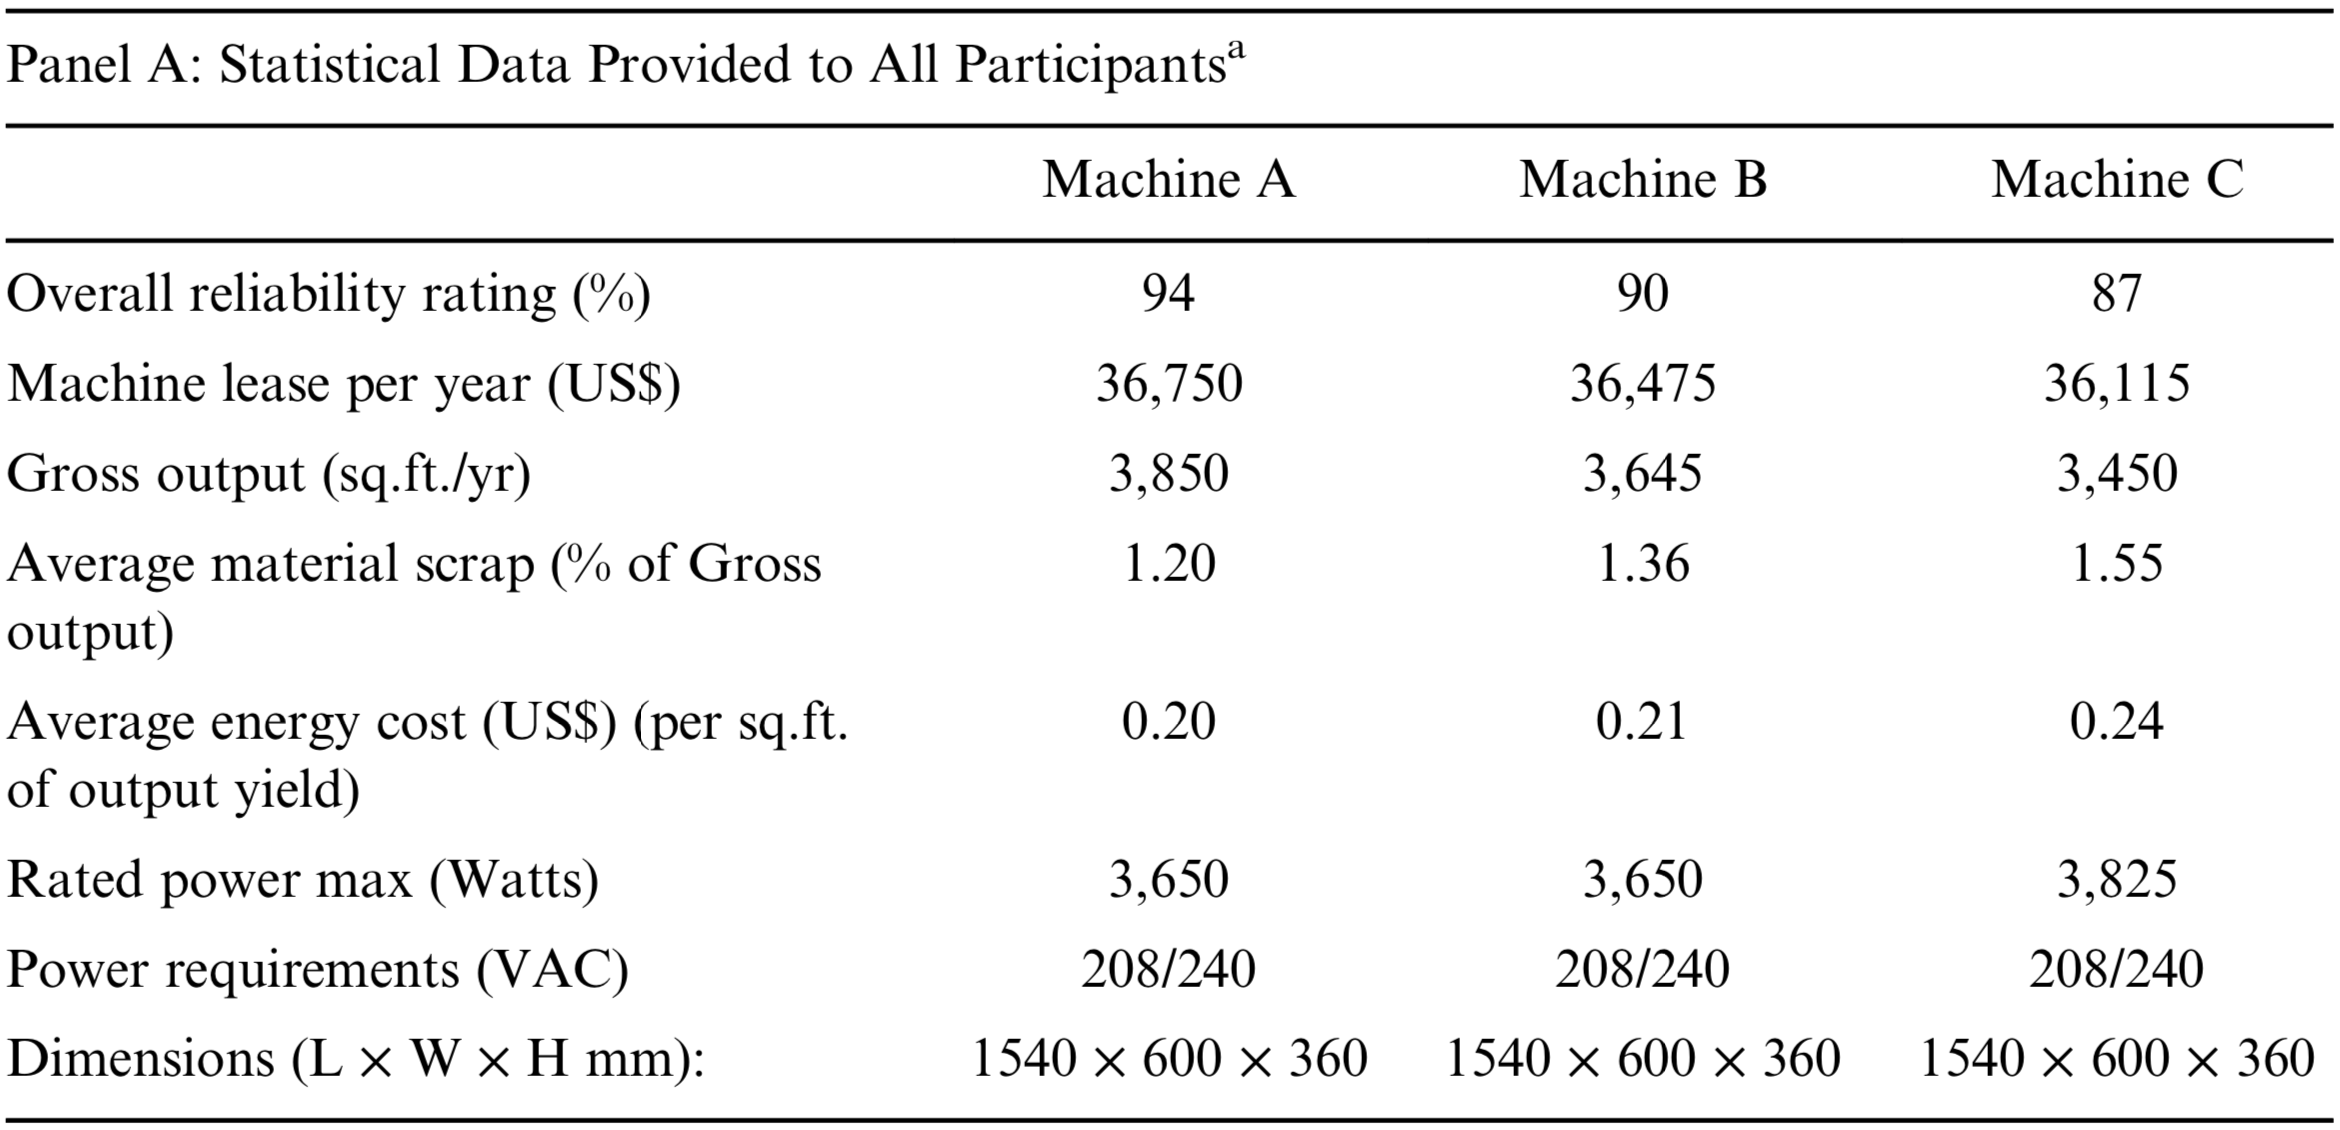 Panel A: Statistical Data Provided to All Participantsᵃ
Machine A Machine B Machine C
Overall reliability rating (%) 94 90 87
Machine lease per year (US$) 36,750 36,475 36,115
Gross output (sq.ft./yr) 3,850 3,645 3,450
Average material scrap (% of Gross 1.20 1.36 1.55
output)
Average energy cost (US$) (per sq.ft. 0.20 0.21 0.24
of output yield)
Rated power max (Watts) 3,650 3,650 3,825
Power requirements (VAC) 208/240 208/240 208/240
Dimensions (L × W × H mm): 1540 × 600 × 360 1540 × 600 × 360 1540 × 600 × 360